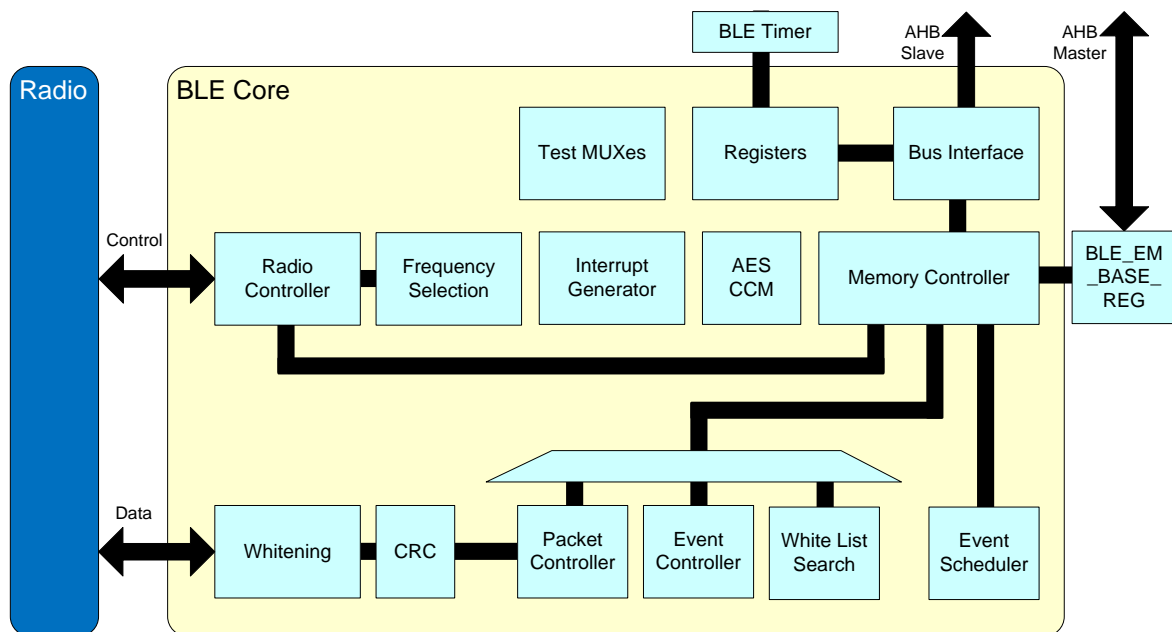 BLE Timer
AHB
Slave
AHB
Master
Radio
BLE Core
Test MUXes
Registers
Bus Interface
Control
Radio
Controller
Frequency
Selection
Interrupt
Generator
AES
CCM
Memory Controller
BLE_EM
_BASE_
REG
Data
Whitening
CRC
Packet
Controller
Event
Controller
White List
Search
Event
Scheduler